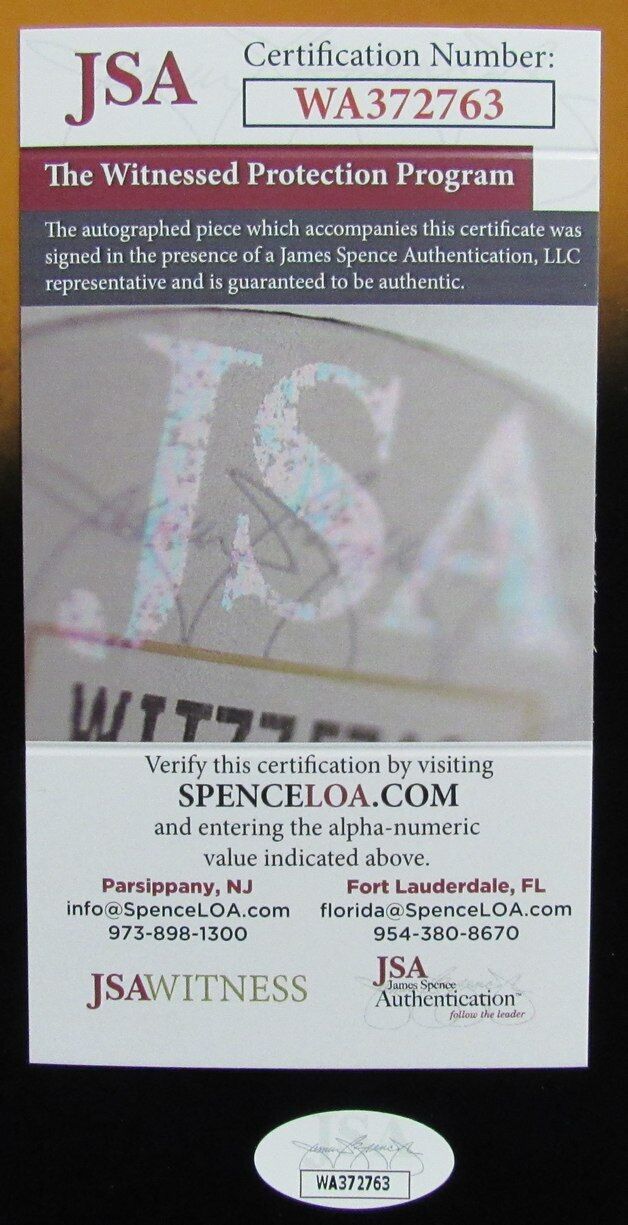 JSA
Certification Number:
WA372763
The Witnessed Protection Program
The autographed piece which accompanies this certificate was
signed in the presence of a James Spence Authentication, LLC
representative and is guaranteed to be authentic.
JSA
Verify this certification by visiting
SPENCELOA.COM
and entering the alpha-numeric
value indicated above.
Parsippany, NJ
info@SpenceLOA.com
973-898-1300
Fort Lauderdale, FL
florida@SpenceLOA.com
954-380-8670
JSAWITNESS
JSA
James Spence
Authentication™
follow the leader
JSA
James Spence
WA372763